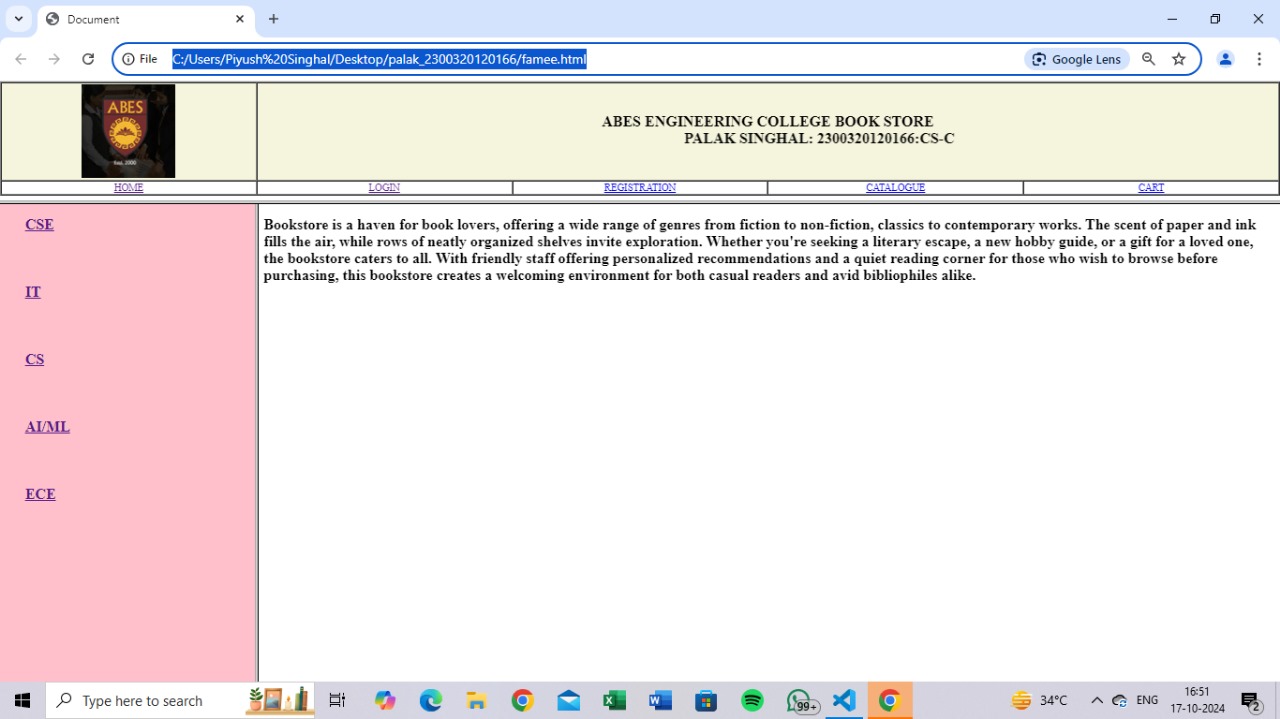 Document
File
C:/Users/Piyush%20Singhal/Desktop/palak_2300320120166/famee.html
Google Lens
ABES
Estd. 2000
ABES ENGINEERING COLLEGE BOOK STORE
PALAK SINGHAL: 2300320120166:CS-C
HOME
LOGIN
REGISTRATION
CATALOGUE
CART
CSE
IT
CS
AI/ML
ECE
Bookstore is a haven for book lovers, offering a wide range of genres from fiction to non-fiction, classics to contemporary works. The scent of paper and ink
fills the air, while rows of neatly organized shelves invite exploration. Whether you're seeking a literary escape, a new hobby guide, or a gift for a loved one,
the bookstore caters to all. With friendly staff offering personalized recommendations and a quiet reading corner for those who wish to browse before
purchasing, this bookstore creates a welcoming environment for both casual readers and avid bibliophiles alike.
Type here to search
99+
34°C
ENG
16:51
17-10-2024
2